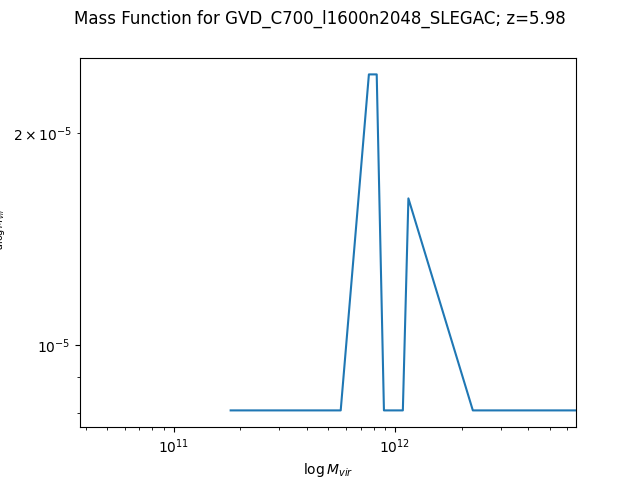 Mass Function for GVD_C700_l1600n2048_SLEGAC; z=5.98
2 × 10⁻⁵
10⁻⁵
10¹¹ 10¹²
log M_vir